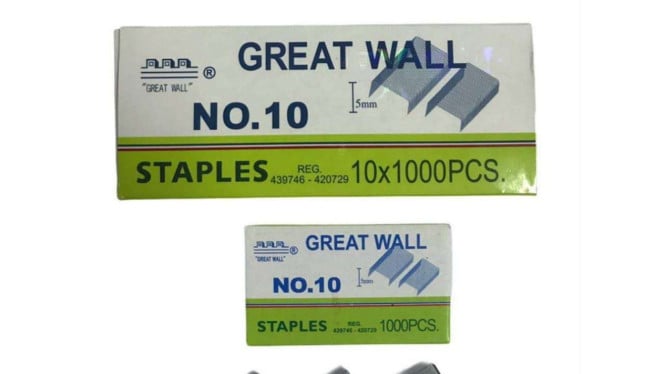 GREAT WALL
®
"GREAT WALL"
NO.10
5mm
STAPLES REG. 439746 - 420729 10x1000PCS.
GREAT WALL
®
"GREAT WALL"
NO.10
5mm
STAPLES REG. 439746 - 420729 1000PCS.